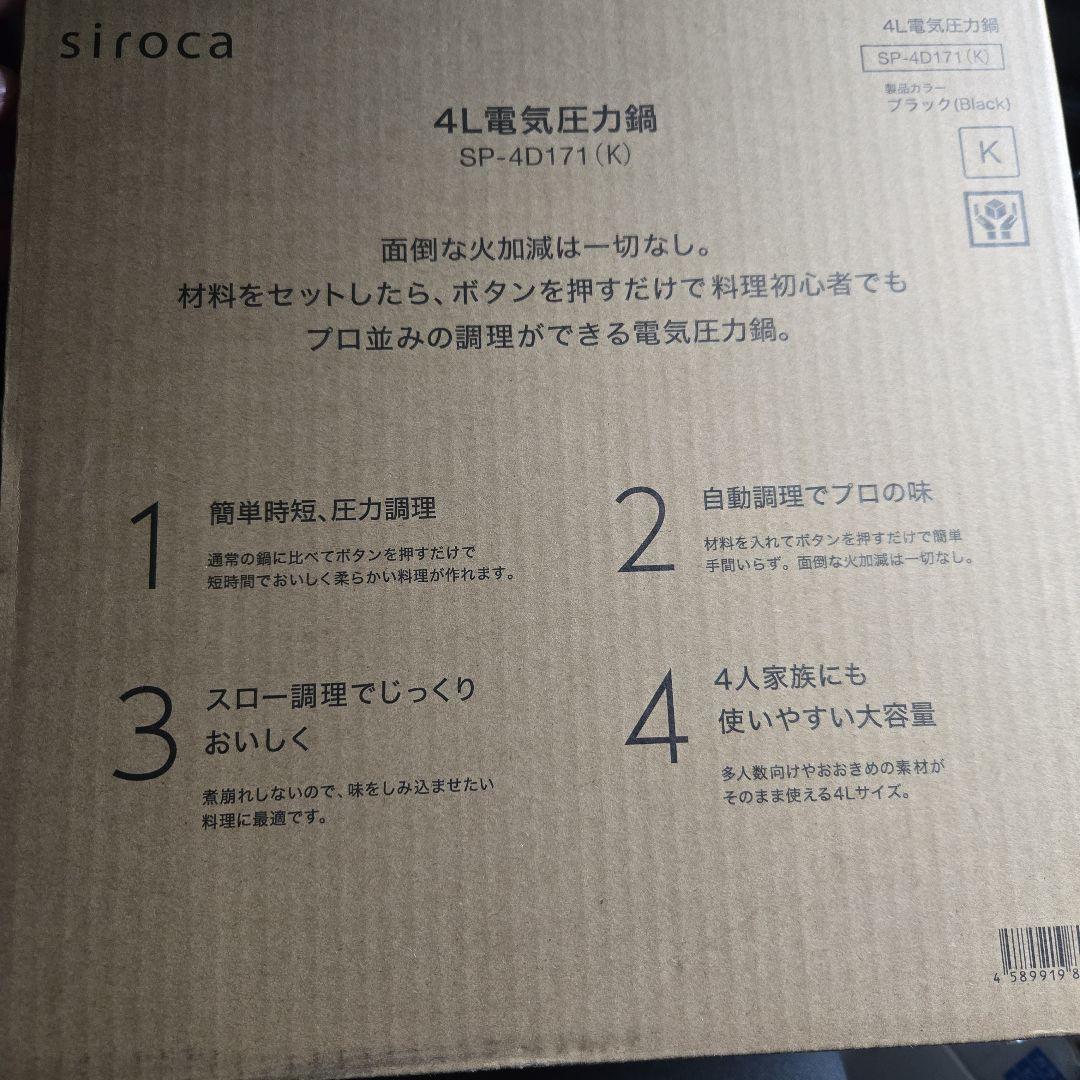 siroca
4L電気圧力鍋
SP-4D171(K)
製品カラー
ブラック(Black)
K
4L電気圧力鍋
SP-4D171(K)
面倒な火加減は一切なし。
材料をセットしたら、ボタンを押すだけで料理初心者でも
プロ並みの調理ができる電気圧力鍋。
1
簡単時短、圧力調理
通常の鍋に比べてボタンを押すだけで
短時間でおいしく柔らかい料理が作れます。
2
自動調理でプロの味
材料を入れてボタンを押すだけで簡単
手間いらず。面倒な火加減は一切なし。
3
スロー調理でじっくり
おいしく
煮崩れしないので、味をしみ込ませたい
料理に最適です。
4
4人家族にも
使いやすい大容量
多人数向けやおおきめの素材が
そのまま使える4Lサイズ。
4 589919 8